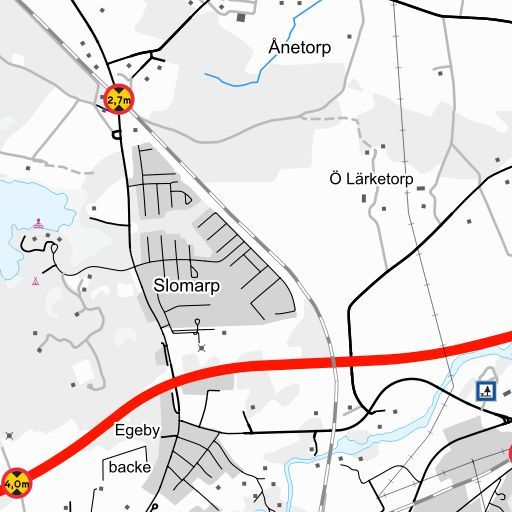 Ånetorp
2,7m
Ö Lärketorp
Slomarp
Egeby
backe
4,0m